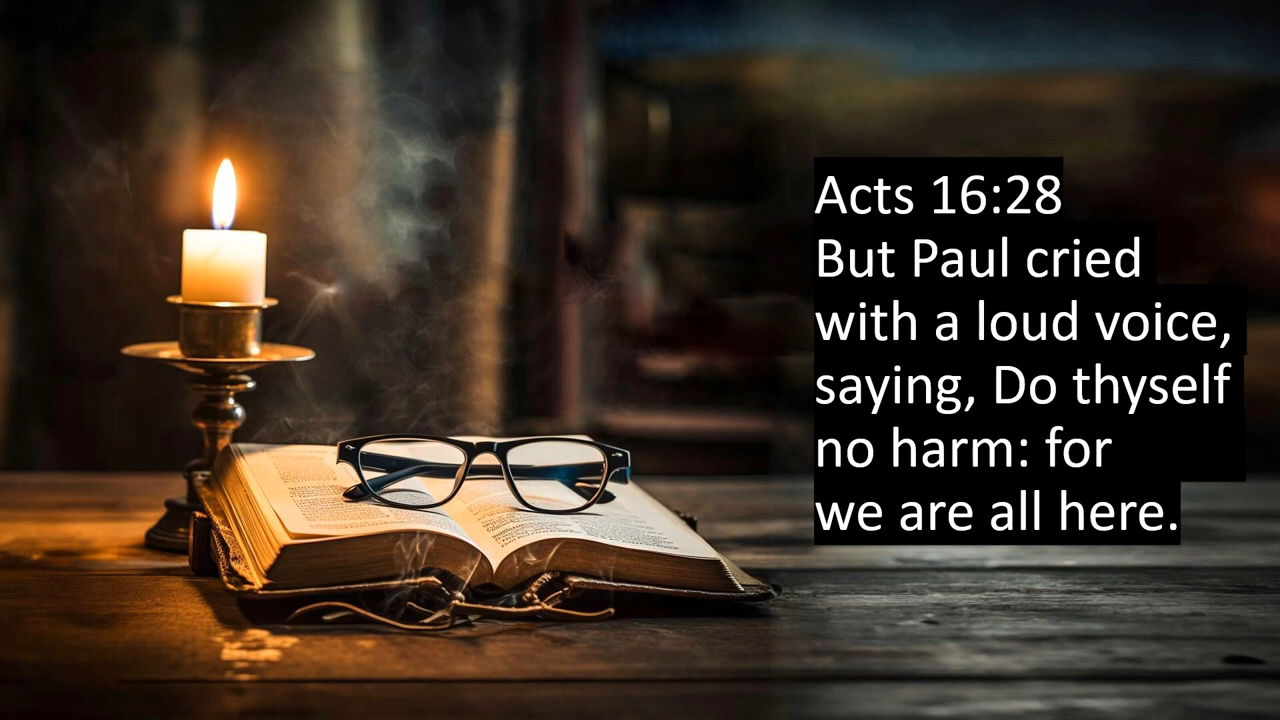 Acts 16:28
But Paul cried
with a loud voice,
saying, Do thyself
no harm: for
we are all here.